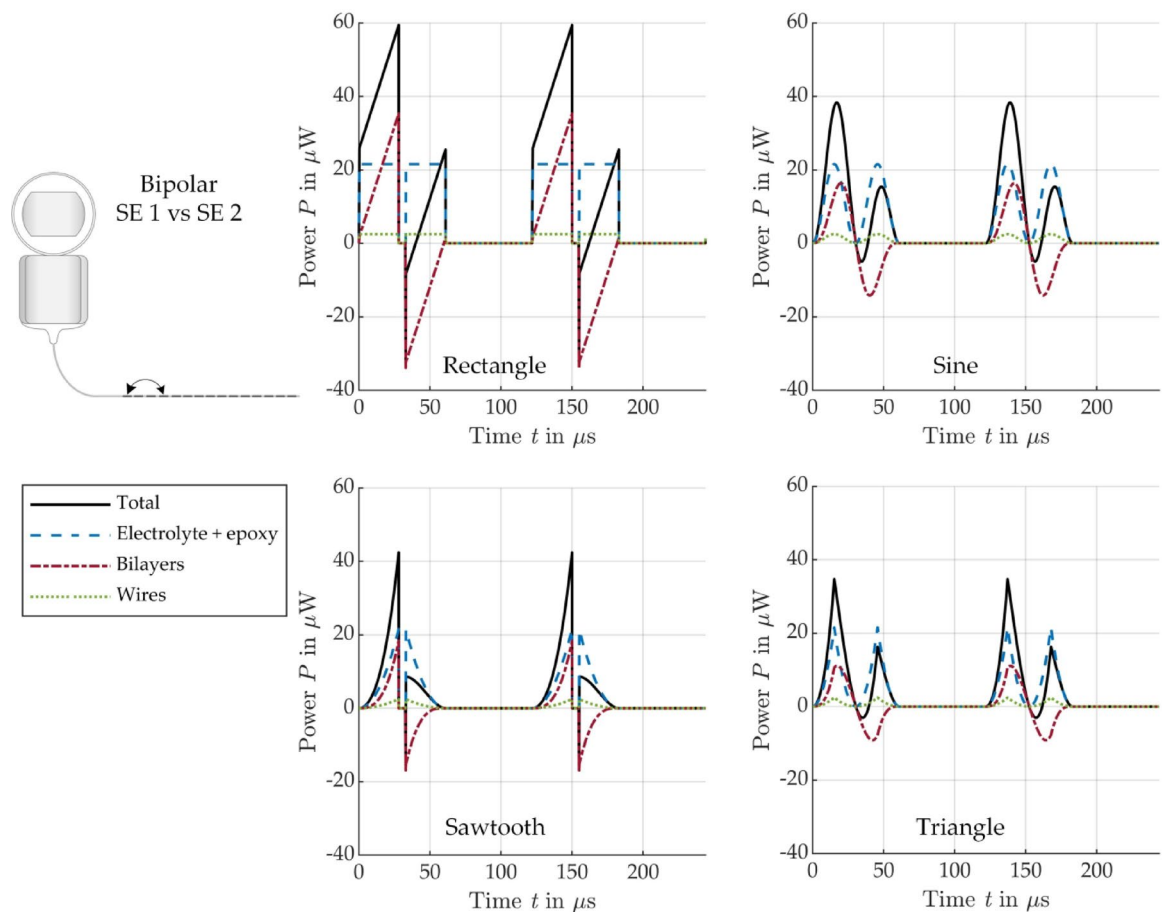 Bipolar
SE 1 vs SE 2
Power P in μW
60
40
20
0
-20
-40
Rectangle
0 50 100 150 200
Time t in μs
Power P in μW
60
40
20
0
-20
-40
Sine
0 50 100 150 200
Time t in μs
Total
Electrolyte + epoxy
Bilayers
Wires
Power P in μW
60
40
20
0
-20
-40
Sawtooth
0 50 100 150 200
Time t in μs
Power P in μW
60
40
20
0
-20
-40
Triangle
0 50 100 150 200
Time t in μs